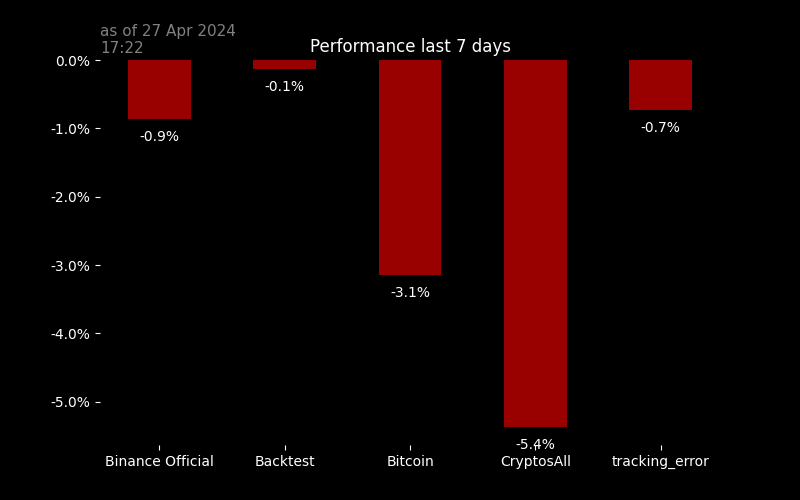 as of 27 Apr 2024
17:22
Performance last 7 days
0.0%
-1.0%
-2.0%
-3.0%
-4.0%
-5.0%
-0.9%
-0.1%
-3.1%
-5.4%
-0.7%
Binance Official
Backtest
Bitcoin
CryptosAll
tracking_error